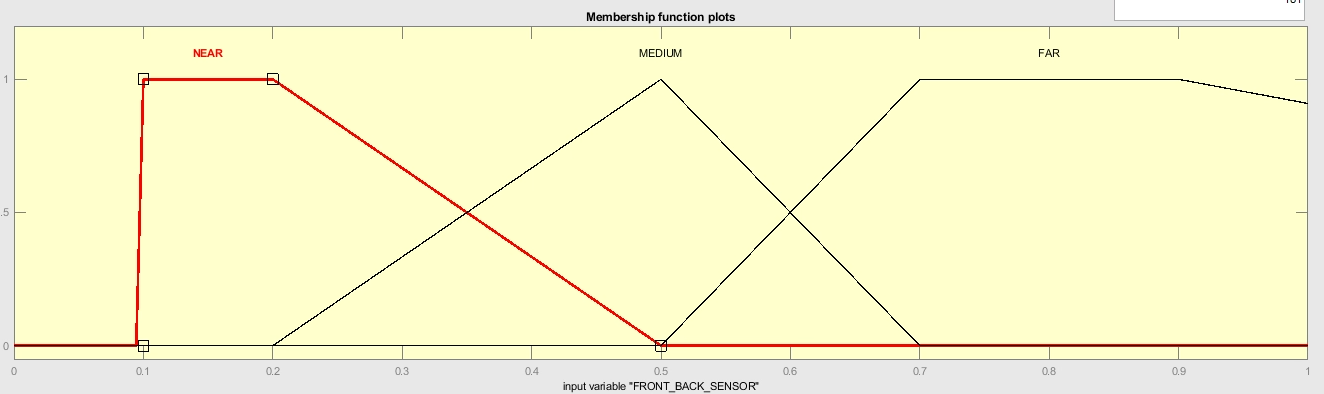 Membership function plots
NEAR MEDIUM FAR
1
.5
0
0 0.1 0.2 0.3 0.4 0.5 0.6 0.7 0.8 0.9 1
input variable "FRONT_BACK_SENSOR"